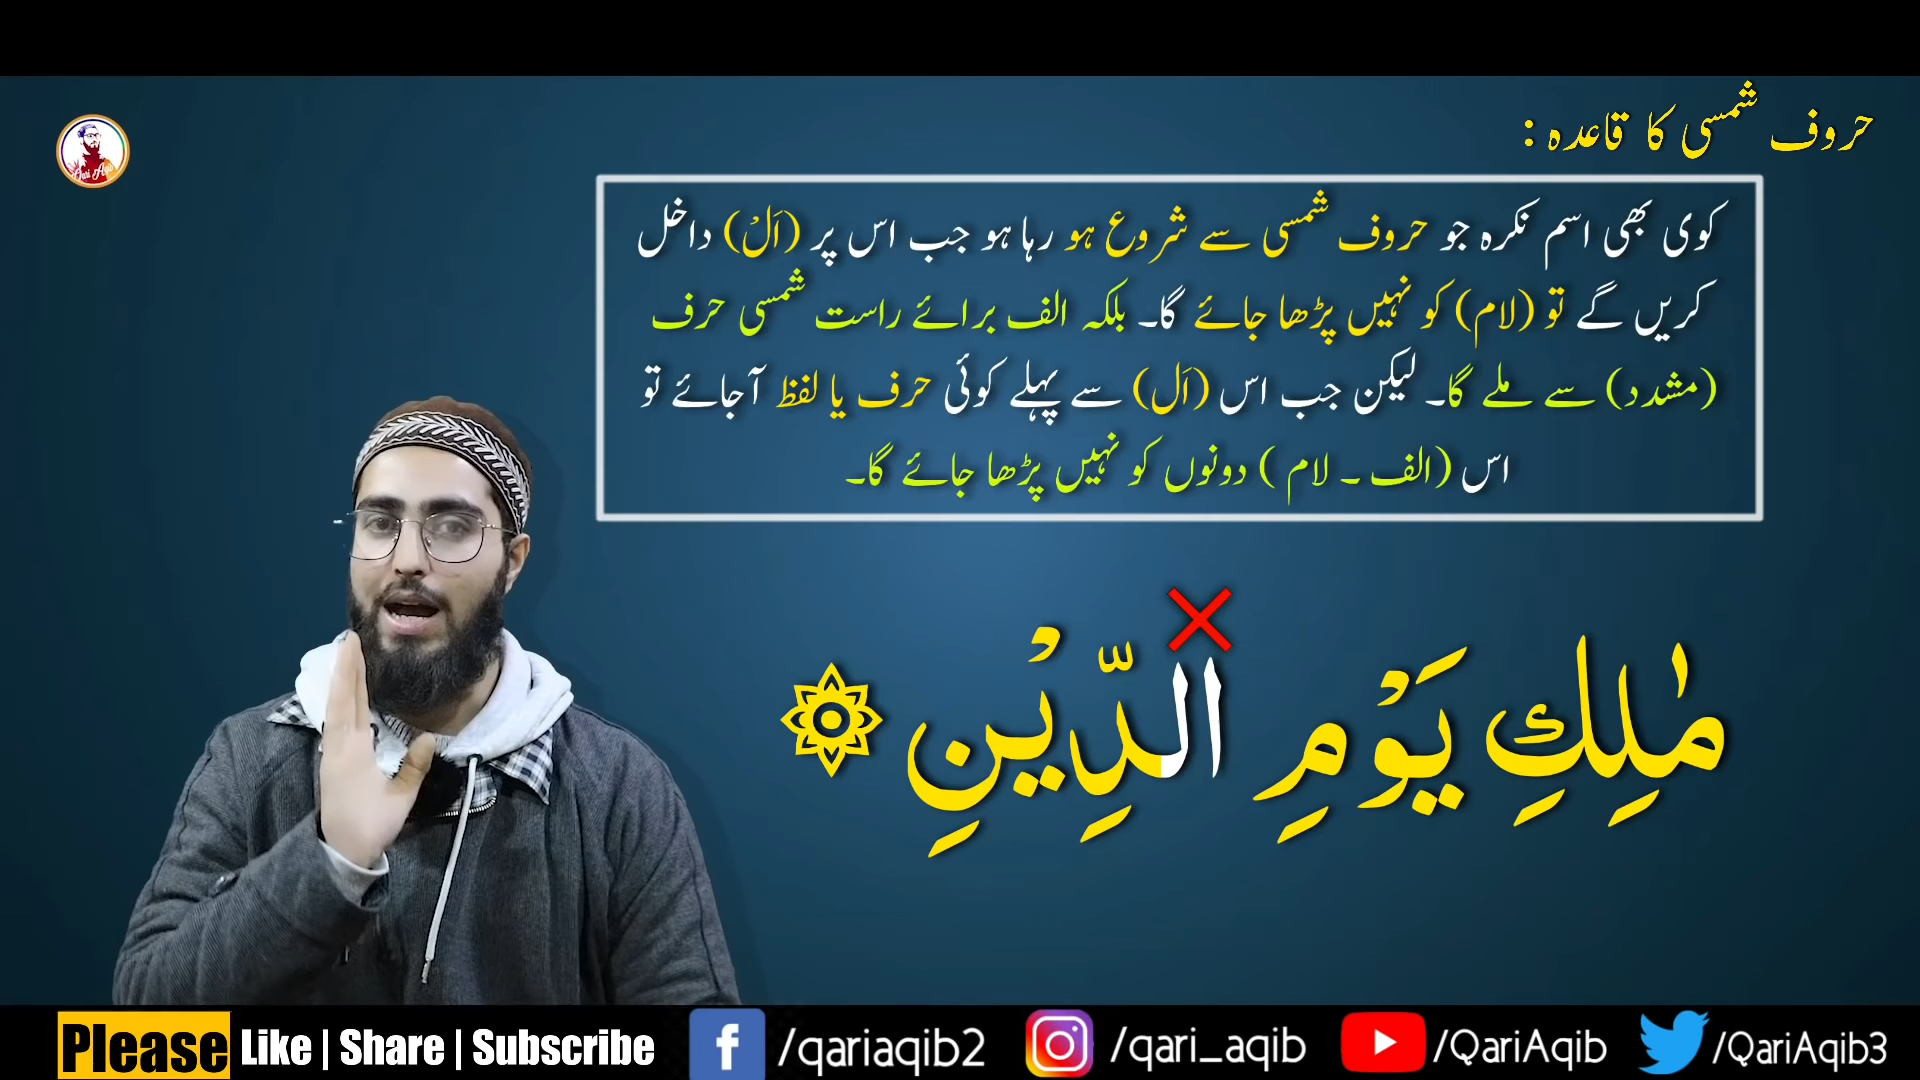 حروف شمسی کا قاعدہ :
کوی بھی اسم نکرہ جو حروف شمسی سے شروع ہو رہا ہو جب اس پر (اَلْ) داخل
کریں گے تو (لام) کو نہیں پڑھا جائے گا۔ بلکہ الف برائے راست شمسی حرف
(مشدد) سے ملے گا۔ لیکن جب اس (اَل) سے پہلے کوئی حرف یا لفظ آجائے تو
اس (الف ۔ لام ) دونوں کو نہیں پڑھا جائے گا۔
مٰلِكِ يَوْمِ الدِّيْنِ ۞
Qari Aqib
Please Like | Share | Subscribe /qariaqib2 /qari_aqib /QariAqib /QariAqib3